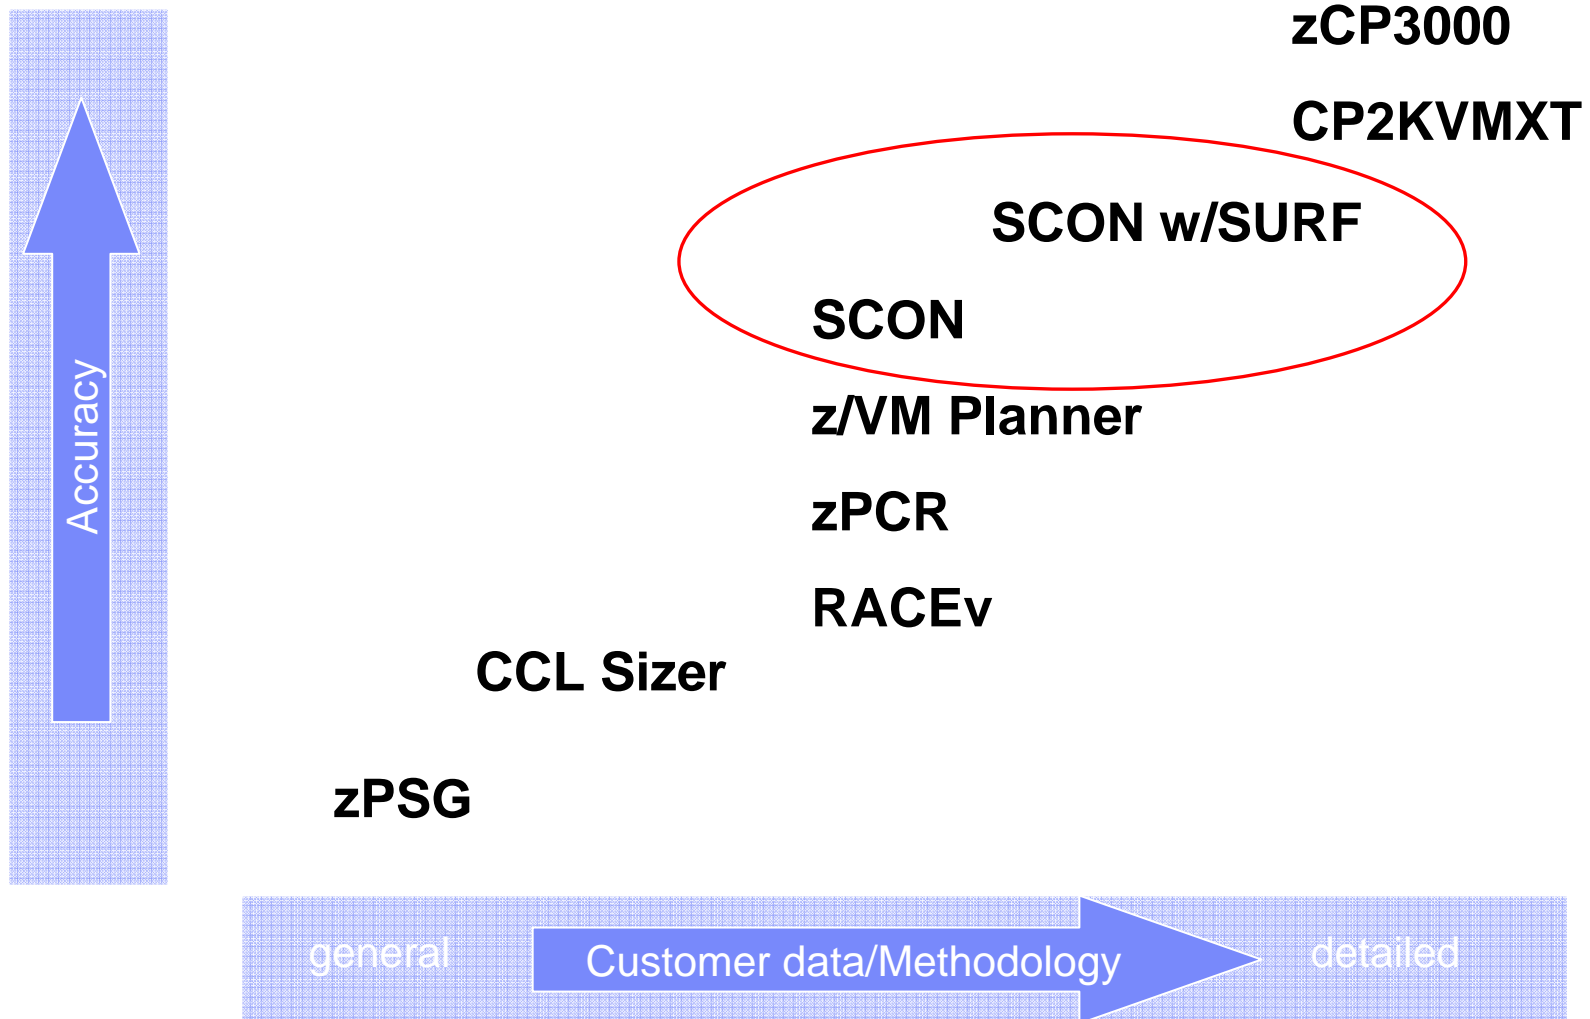 zCP3000
CP2KVMXT
SCON w/SURF
SCON
z/VM Planner
zPCR
RACEv
CCL Sizer
zPSG
Accuracy
general
Customer data/Methodology
detailed